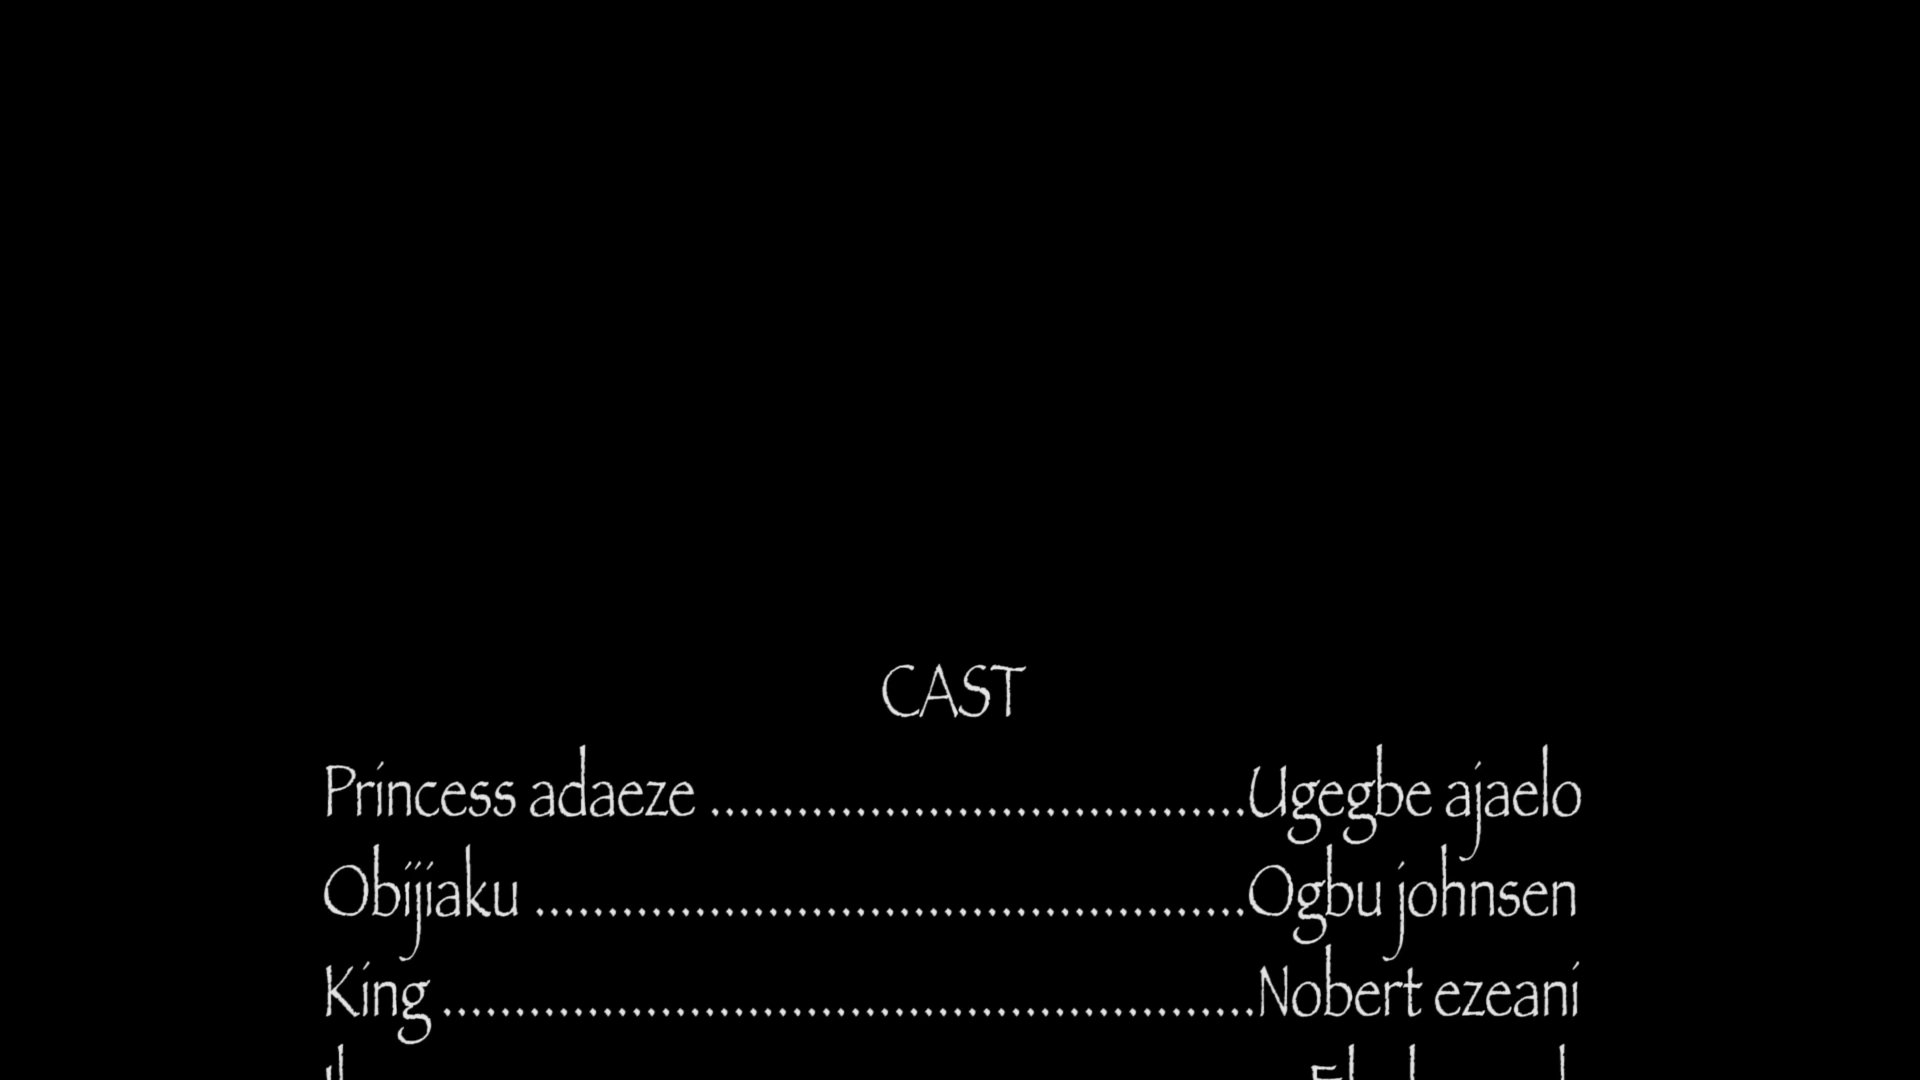 CAST
Princess adaeze .....................................Ugegbe ajaelo
Obijiaku .................................................Ogbu johnsen
King ........................................................Nobert ezeani